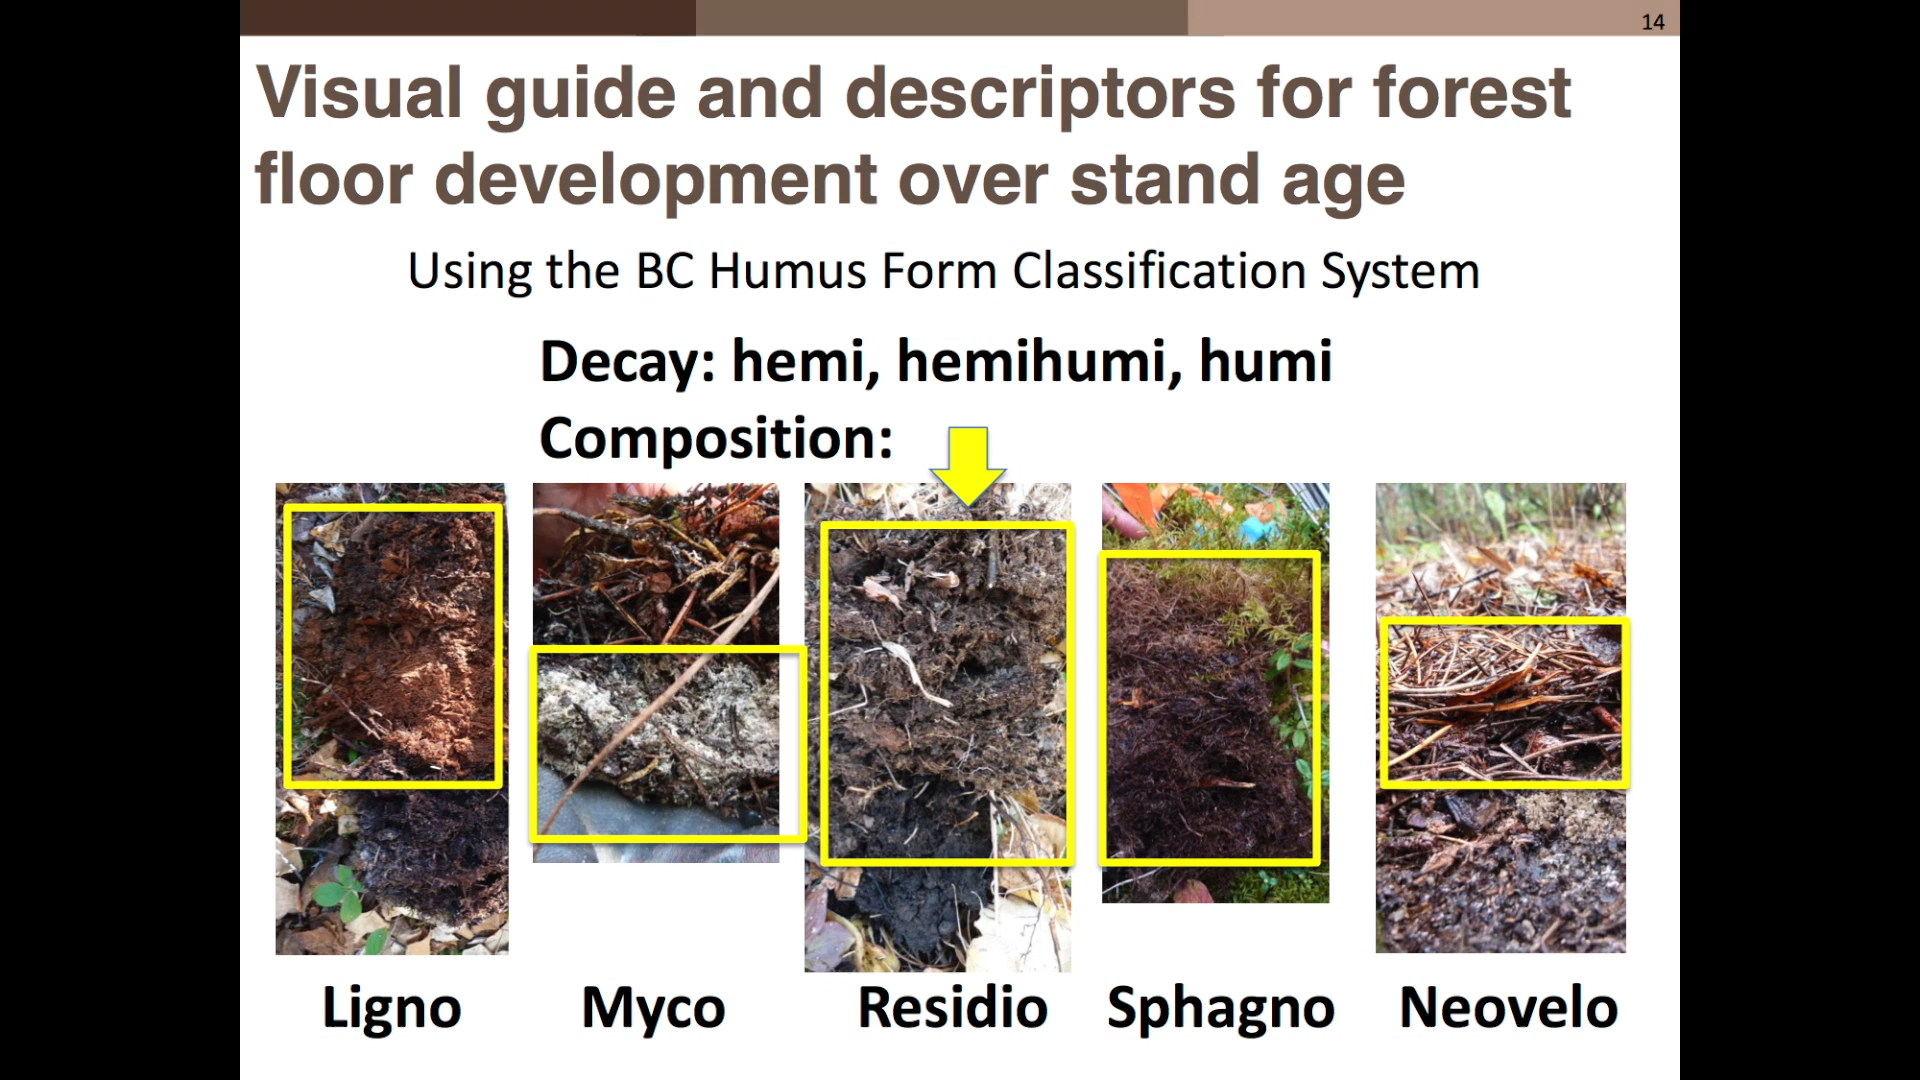 14
Visual guide and descriptors for forest
floor development over stand age
Using the BC Humus Form Classification System
Decay: hemi, hemihumi, humi
Composition:
Ligno
Myco
Residio
Sphagno
Neovelo